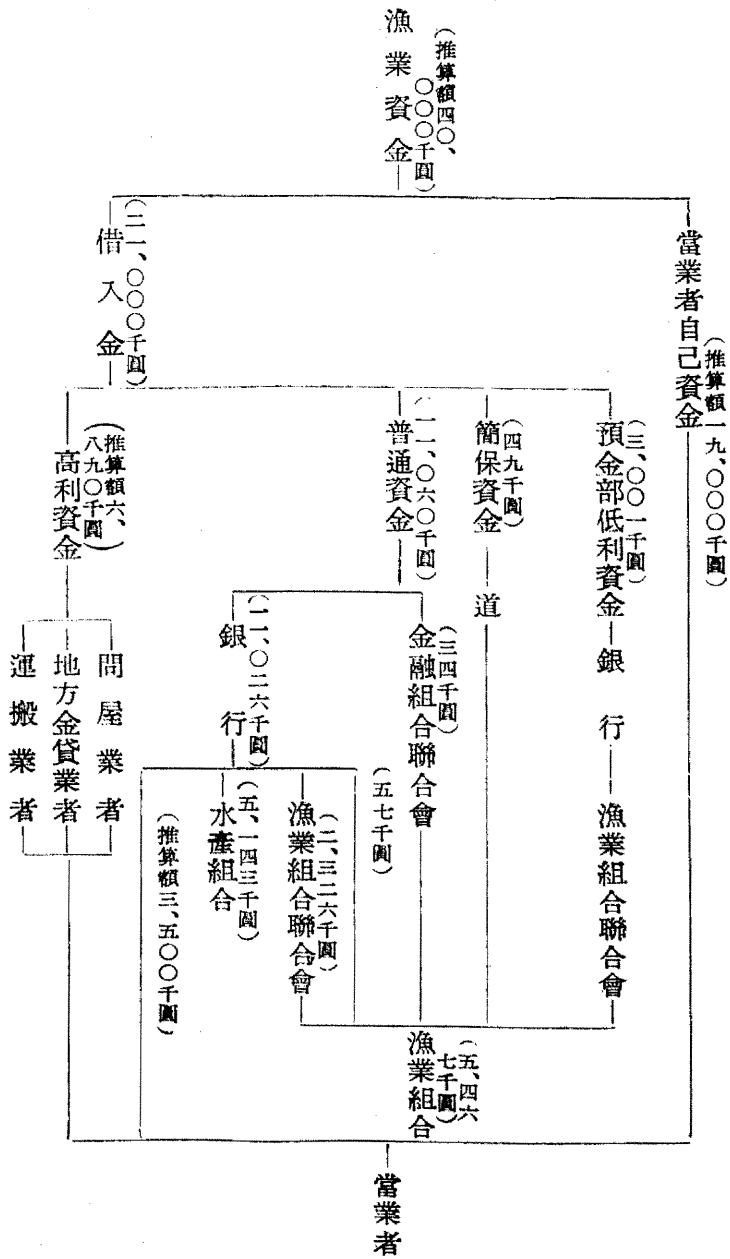 漁業資金
(推算額四〇、
〇〇〇千圓)
當業者自己資金
(推算額一九、〇〇〇千圓)
借入金
(二一、〇〇〇千圓)
預金部低利資金
(三、〇〇一千圓)
銀行
漁業組合聯合會
簡保資金
(四九千圓)
道
普通資金
(一一、〇六〇千圓)
金融組合聯合會
(三四千圓)
銀行
(一一、〇二六千圓)
(五七千圓)
漁業組合聯合會
(二、三二六千圓)
水產組合
(五、一四三千圓)
(推算額三、五〇〇千圓)
高利資金
(推算額六、
八九〇千圓)
問屋業者
地方金貸業者
運搬業者
漁業組合
(五、四六
七千圓)
當業者